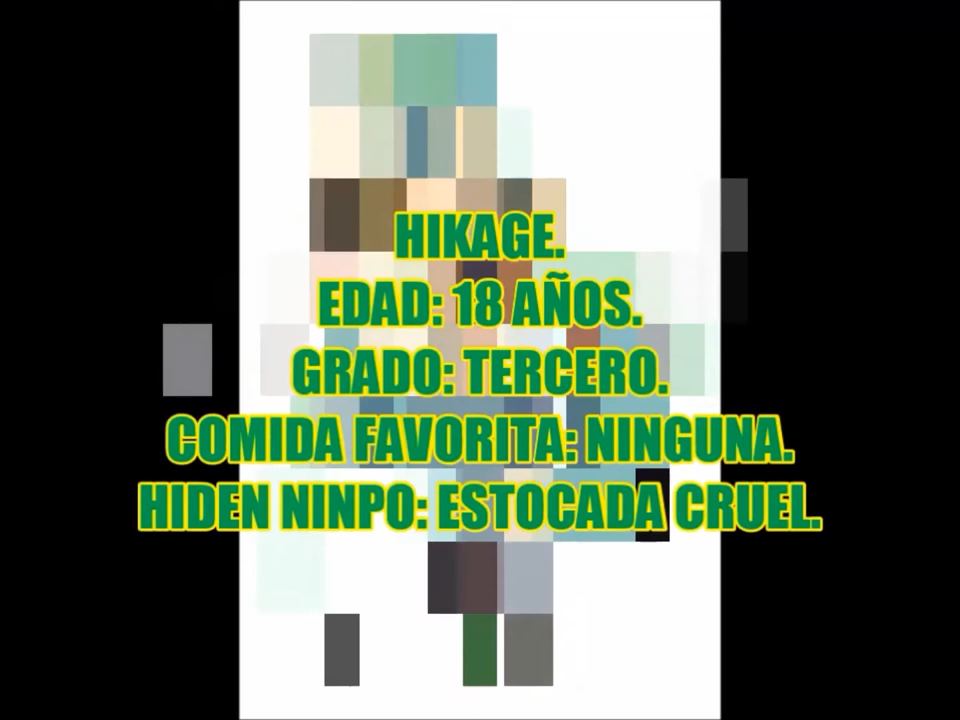 HIKAGE.
EDAD: 18 AÑOS.
GRADO: TERCERO.
COMIDA FAVORITA: NINGUNA.
HIDEN NINPO: ESTOCADA CRUEL.